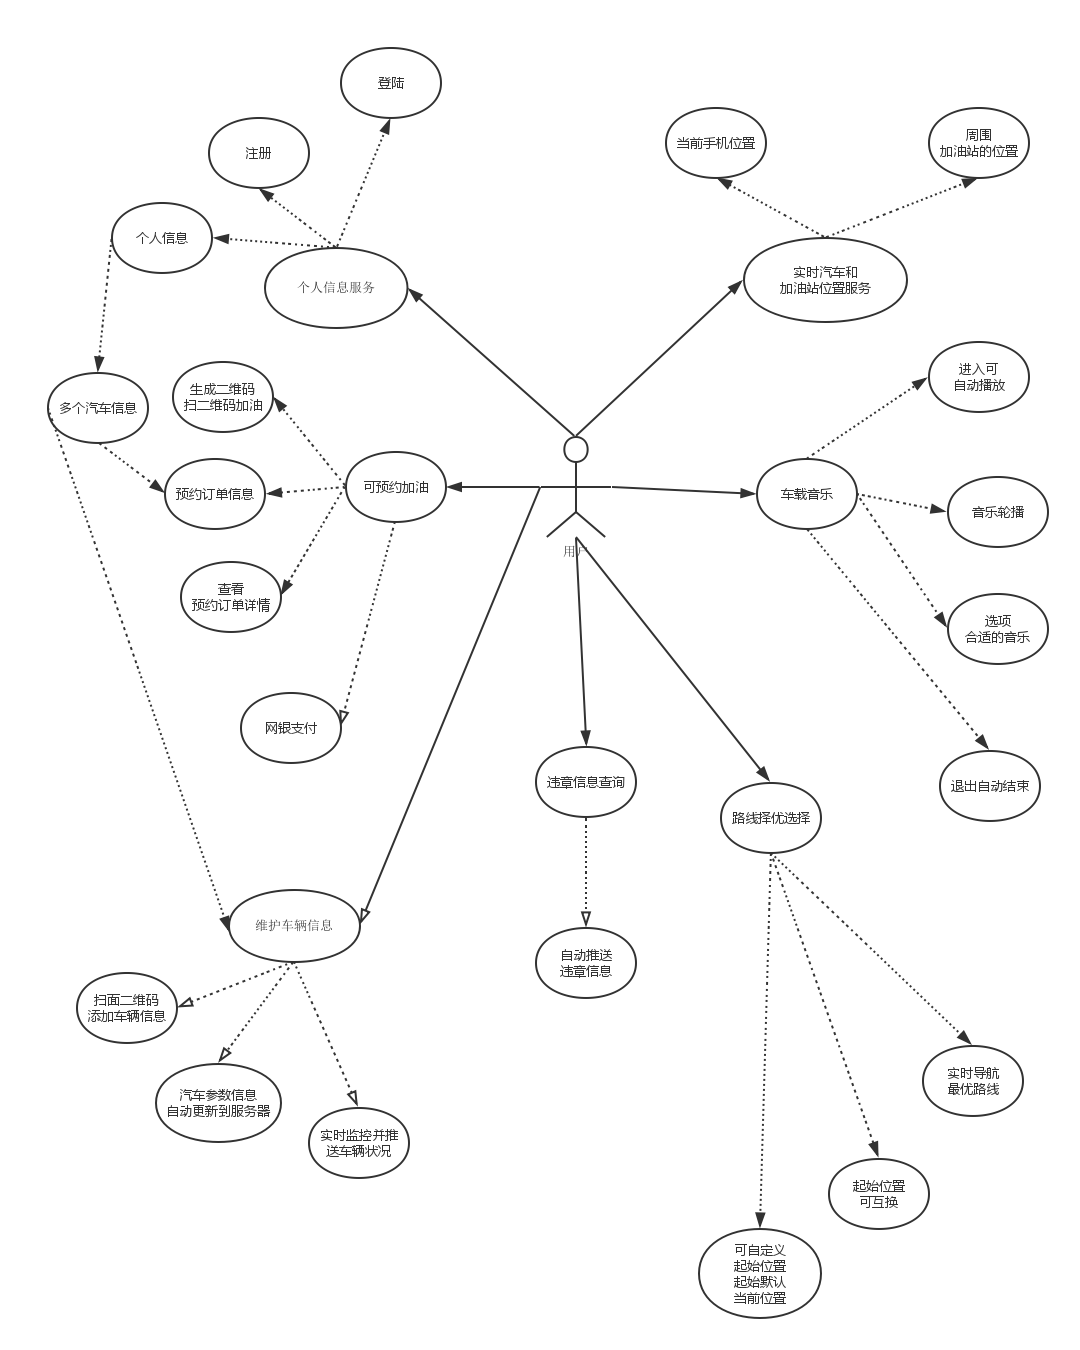 登陆
注册
当前手机位置
周围
加油站的位置
个人信息
个人信息服务
实时汽车和
加油站位置服务
多个汽车信息
生成二维码
扫二维码加油
进入可
自动播放
预约订单信息
可预约加油
车载音乐
音乐轮播
用户
查看
预约订单详情
选项
合适的音乐
网银支付
违章信息查询
路线择优选择
退出自动结束
维护车辆信息
自动推送
违章信息
扫面二维码
添加车辆信息
汽车参数信息
自动更新到服务器
实时监控并推
送车辆状况
实时导航
最优路线
起始位置
可互换
可自定义
起始位置
起始默认
当前位置